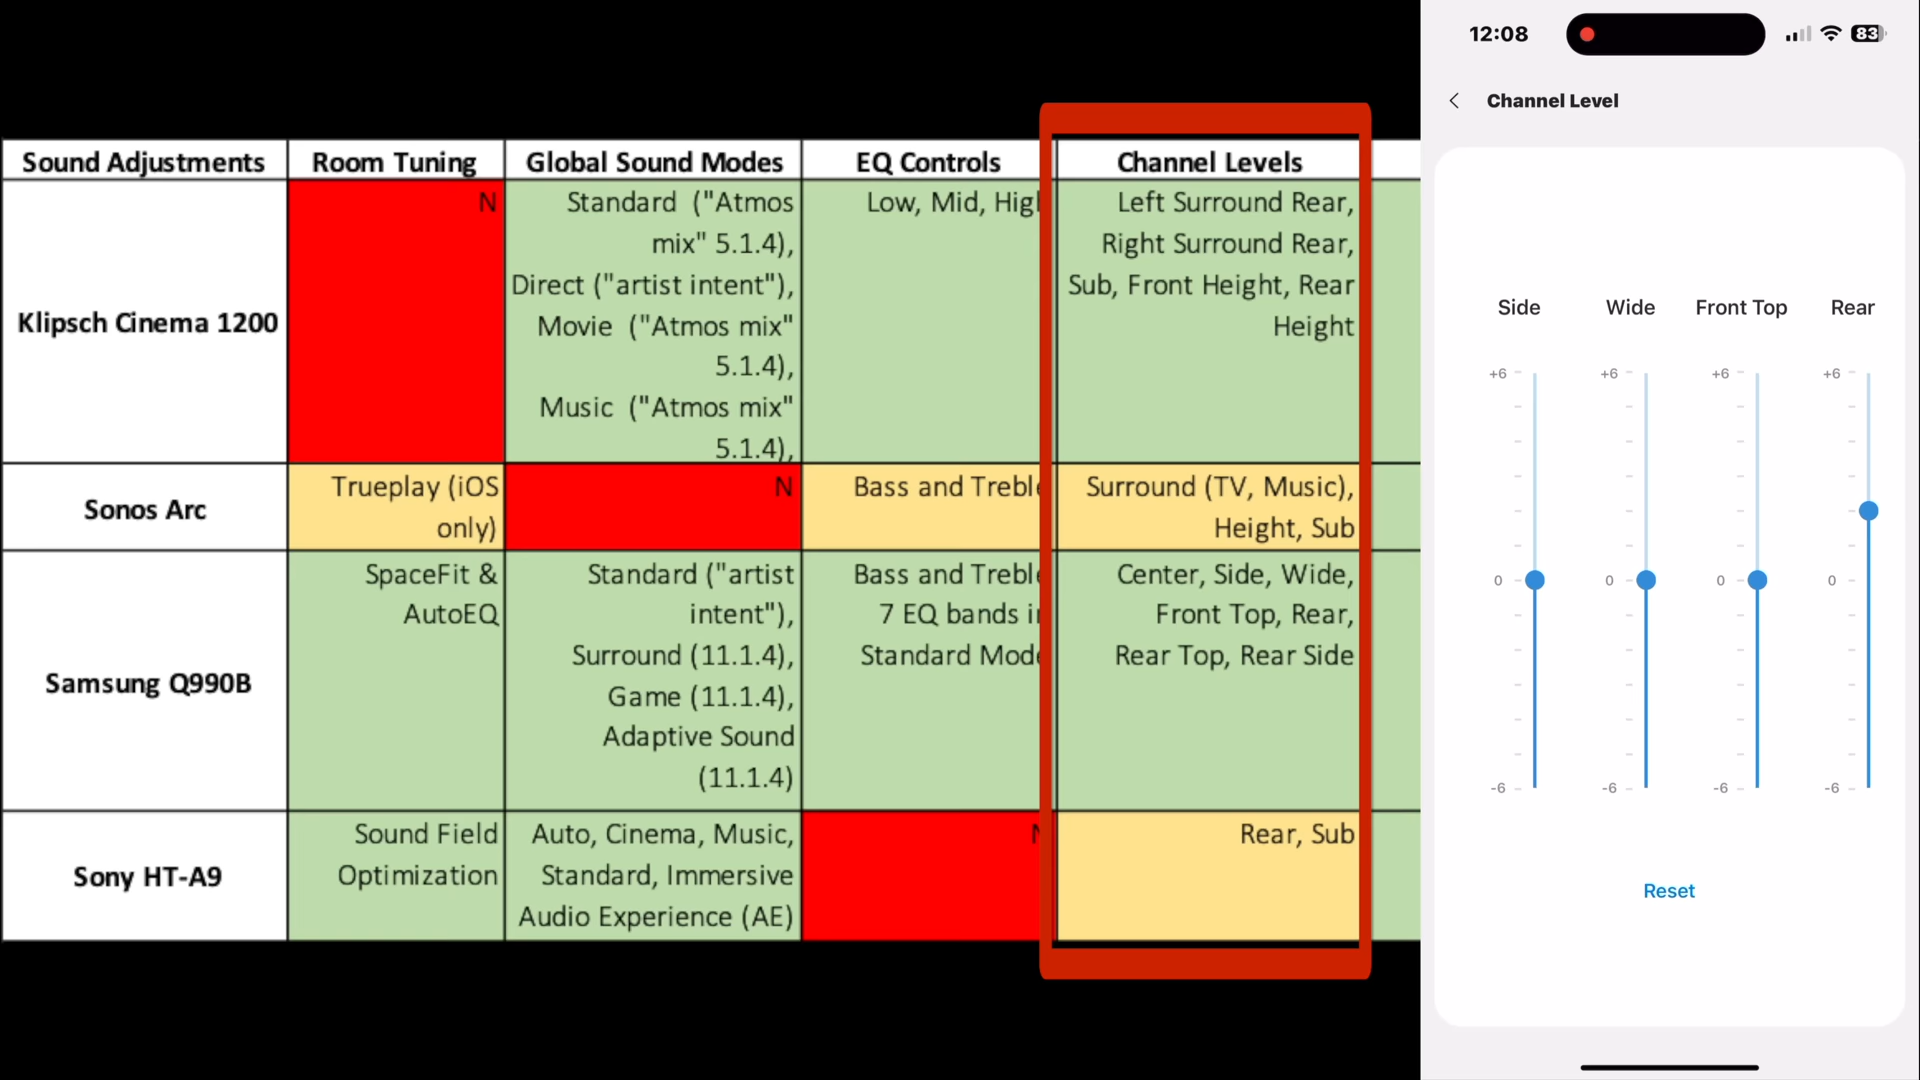 Sound Adjustments
Room Tuning
Global Sound Modes
EQ Controls
Channel Levels
Klipsch Cinema 1200
N
Standard ("Atmos
mix" 5.1.4),
Direct ("artist intent"),
Movie ("Atmos mix"
5.1.4),
Music ("Atmos mix"
5.1.4),
Low, Mid, High
Left Surround Rear,
Right Surround Rear,
Sub, Front Height, Rear
Height
Sonos Arc
Trueplay (iOS
only)
N
Bass and Treble
Surround (TV, Music),
Height, Sub
Samsung Q990B
SpaceFit &
AutoEQ
Standard ("artist
intent"),
Surround (11.1.4),
Game (11.1.4),
Adaptive Sound
(11.1.4)
Bass and Treble
7 EQ bands in
Standard Mode
Center, Side, Wide,
Front Top, Rear,
Rear Top, Rear Side
Sony HT-A9
Sound Field
Optimization
Auto, Cinema, Music,
Standard, Immersive
Audio Experience (AE)
N
Rear, Sub
12:08
83
Channel Level
Side
Wide
Front Top
Rear
+6
+6
+6
+6
0
0
0
0
-6
-6
-6
-6
Reset